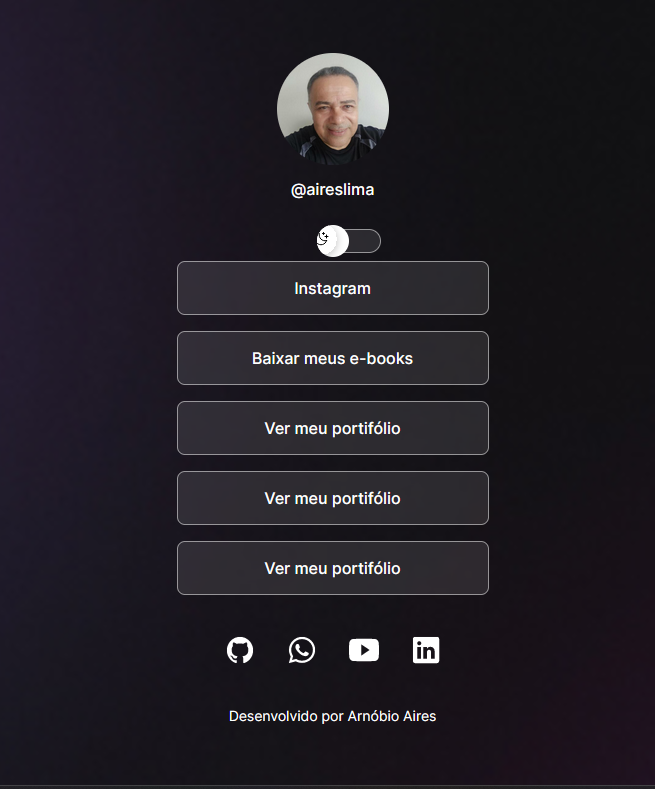 @aireslima
Instagram
Baixar meus e-books
Ver meu portifólio
Ver meu portifólio
Ver meu portifólio
Desenvolvido por Arnóbio Aires